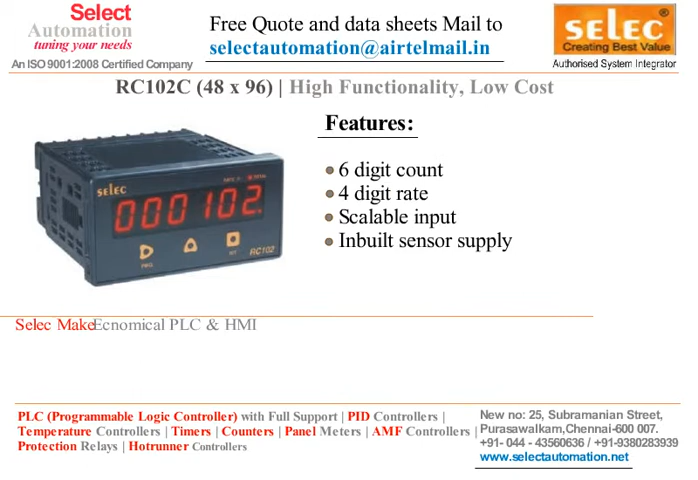 Select
Automation
tuning your needs
An ISO 9001:2008 Certified Company
Free Quote and data sheets Mail to
selectautomation@airtelmail.in
selec
Creating Best Value
Authorised System Integrator
RC102C (48 x 96) | High Functionality, Low Cost
Features:
6 digit count
4 digit rate
Scalable input
Inbuilt sensor supply
selec
000102
PRG
SET
RC102
Selec Make Ecnomical PLC & HMI
PLC (Programmable Logic Controller) with Full Support | PID Controllers |
Temperature Controllers | Timers | Counters | Panel Meters | AMF Controllers |
Protection Relays | Hotrunner Controllers
New no: 25, Subramanian Street,
Purasawalkam,Chennai-600 007.
+91- 044 - 43560636 / +91-9380283939
www.selectautomation.net